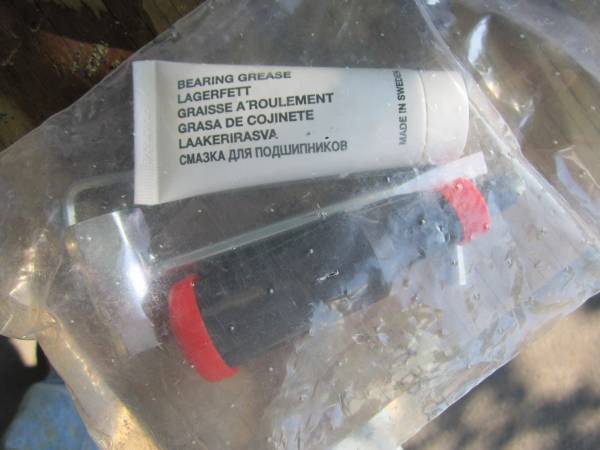 BEARING GREASE
LAGERFETT
GRAISSE A'ROULEMENT
GRASA DE COJINETE
LAAKERIRASVA
СМАЗКА ДЛЯ ПОДШИПНИКОВ
MADE IN SWEDEN